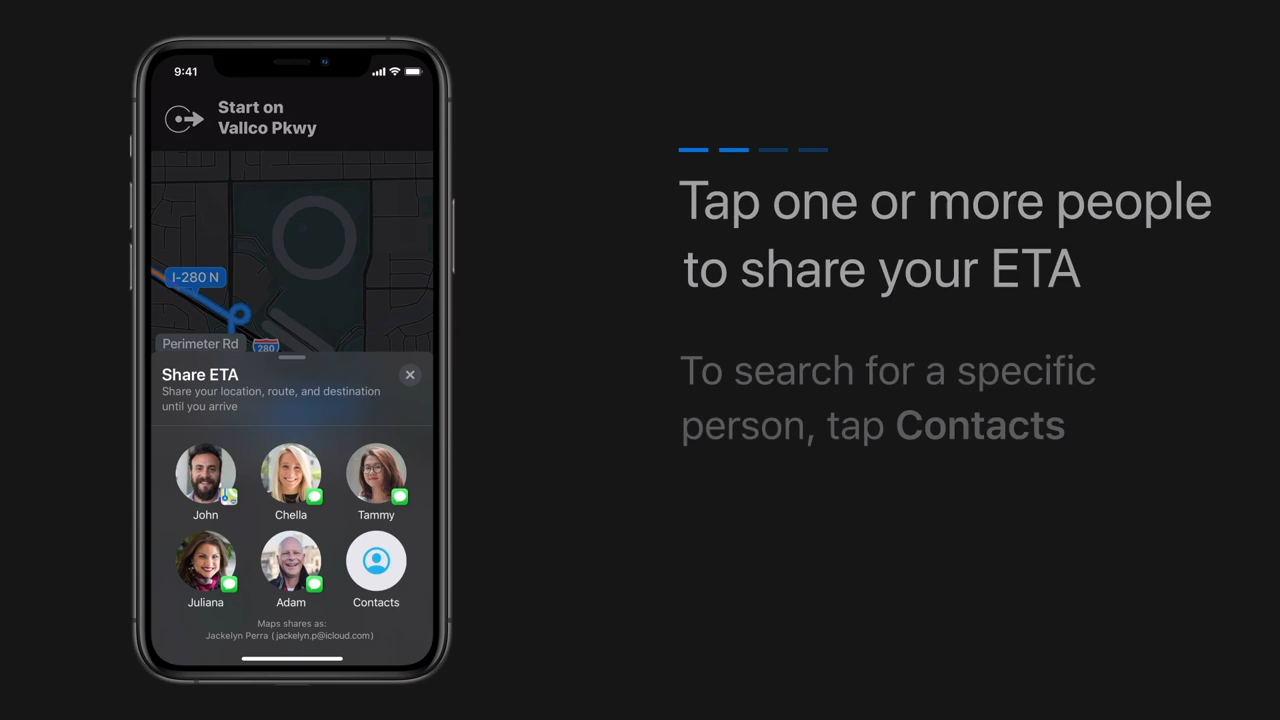 9:41
Start on
Vallco Pkwy
I-280 N
Perimeter Rd
280
Share ETA
Share your location, route, and destination
until you arrive
John
Chella
Tammy
Juliana
Adam
Contacts
Maps shares as:
Jackelyn Perra (jackelyn.p@icloud.com)
Tap one or more people
to share your ETA
To search for a specific
person, tap Contacts